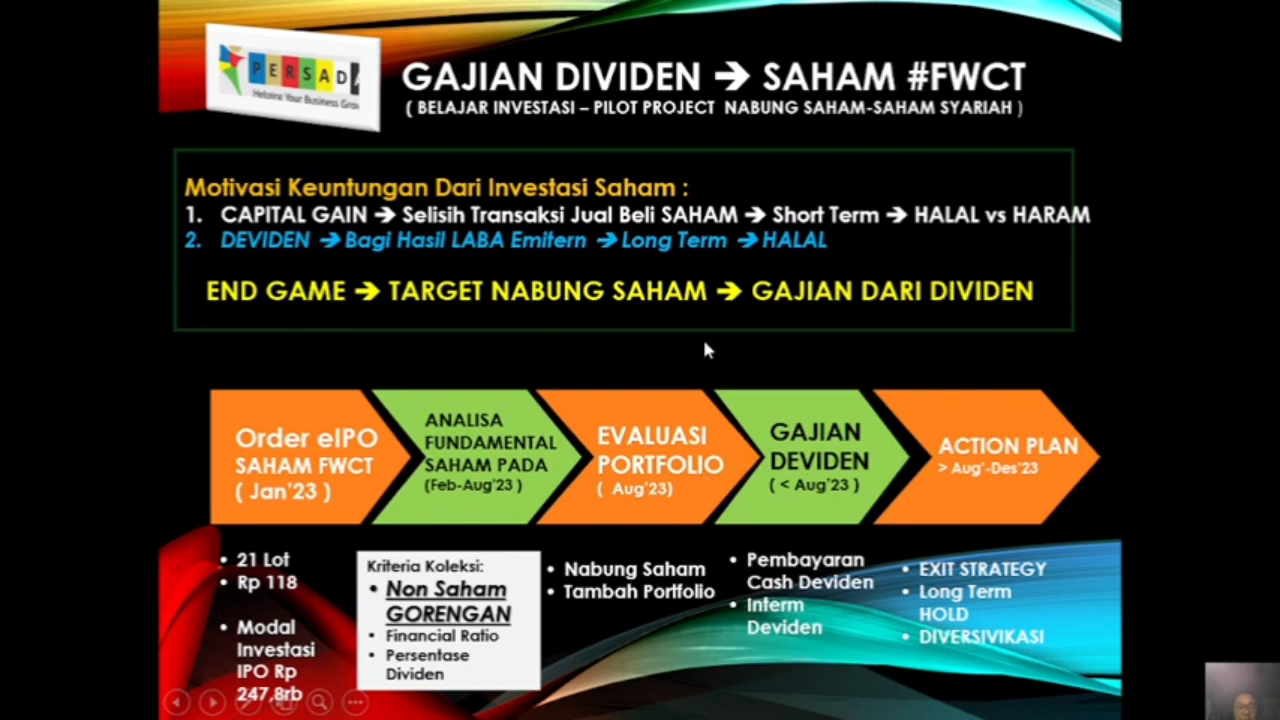 PERSADA
Helping Your Business Grow
GAJIAN DIVIDEN ➔ SAHAM #FWCT
( BELAJAR INVESTASI – PILOT PROJECT NABUNG SAHAM-SAHAM SYARIAH )
Motivasi Keuntungan Dari Investasi Saham :
1. CAPITAL GAIN ➔ Selisih Transaksi Jual Beli SAHAM ➔ Short Term ➔ HALAL vs HARAM
2. DEVIDEN ➔ Bagi Hasil LABA Emitern ➔ Long Term ➔ HALAL
END GAME ➔ TARGET NABUNG SAHAM ➔ GAJIAN DARI DIVIDEN
Order eIPO
SAHAM FWCT
( Jan'23 )
ANALISA
FUNDAMENTAL
SAHAM PADA
(Feb-Aug'23 )
EVALUASI
PORTFOLIO
( Aug'23)
GAJIAN
DEVIDEN
( < Aug'23 )
ACTION PLAN
> Aug'-Des'23
• 21 Lot
• Rp 118
• Modal
Investasi
IPO Rp
247,8rb
Kriteria Koleksi:
• Non Saham
GORENGAN
• Financial Ratio
• Persentase
Dividen
• Nabung Saham
• Tambah Portfolio
• Pembayaran
Cash Deviden
• Interm
Deviden
• EXIT STRATEGY
• Long Term
HOLD
• DIVERSIVIKASI